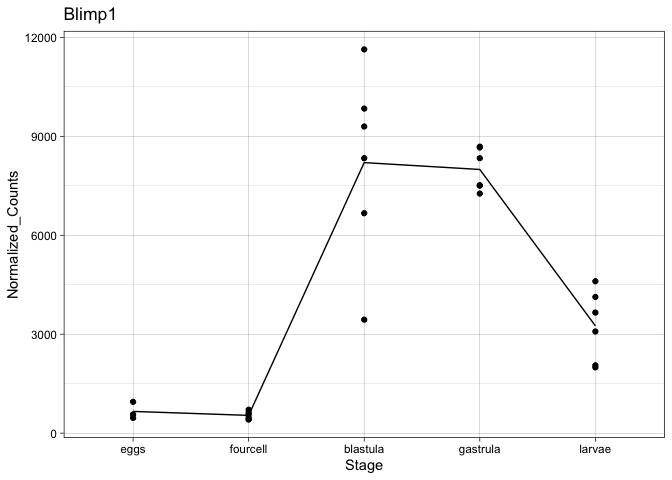 Blimp1
12000
9000
6000
3000
0
Normalized_Counts
eggs fourcell blastula gastrula larvae
Stage